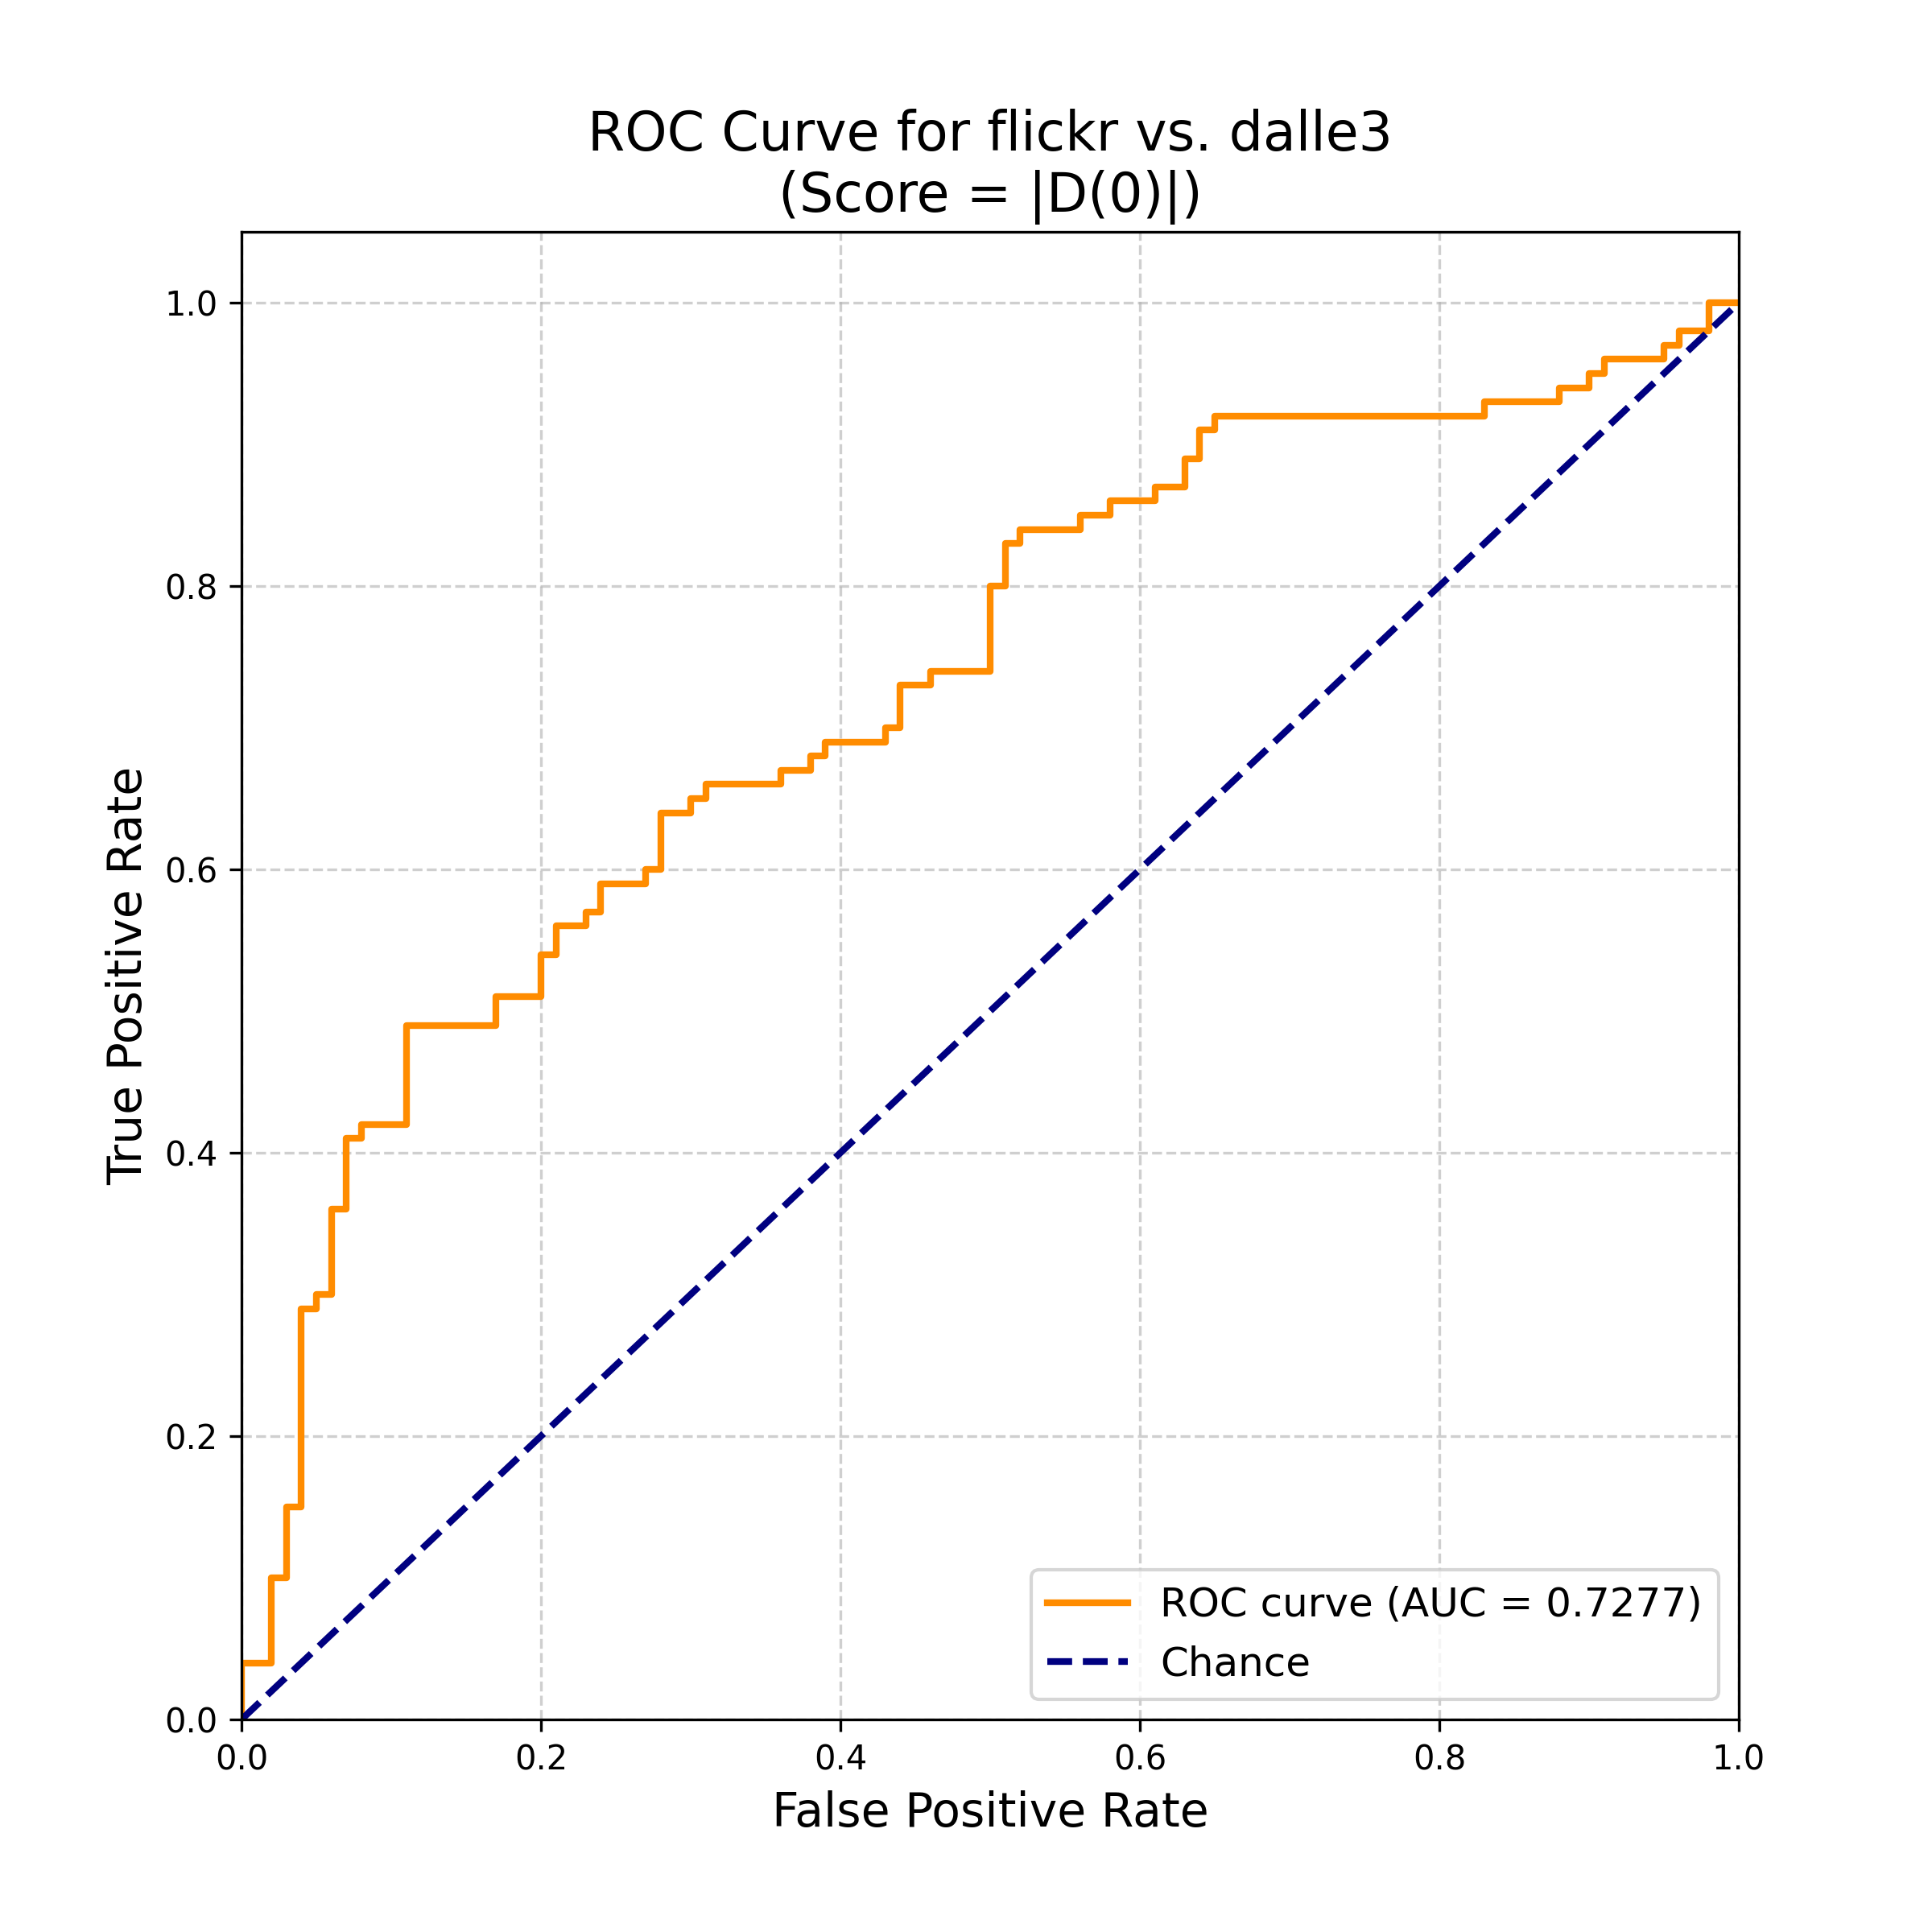 ROC Curve for flickr vs. dalle3
(Score = |D(0)|)
True Positive Rate
1.0
0.8
0.6
0.4
0.2
0.0
0.0 0.2 0.4 0.6 0.8 1.0
False Positive Rate
ROC curve (AUC = 0.7277)
Chance